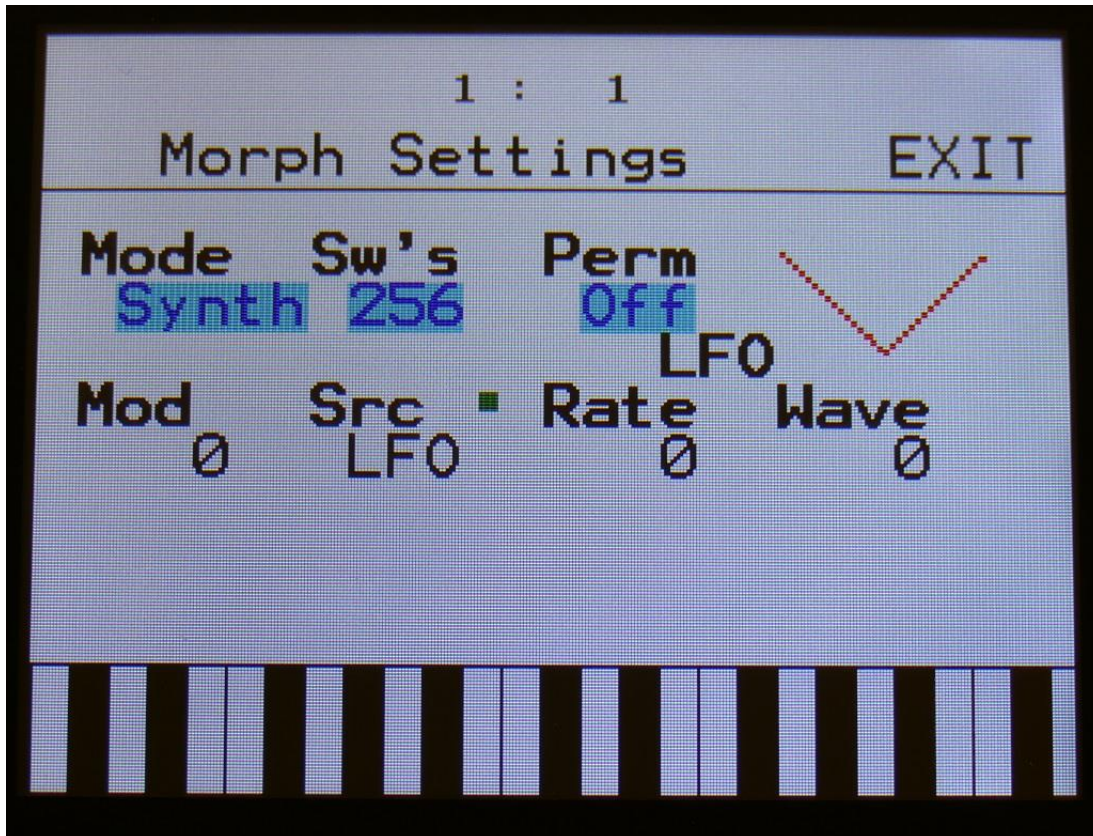 1 : 1
Morph Settings EXIT
Mode Sw's Perm
Synth 256 Off
LFO
Mod Src Rate Wave
0 LFO 0 0